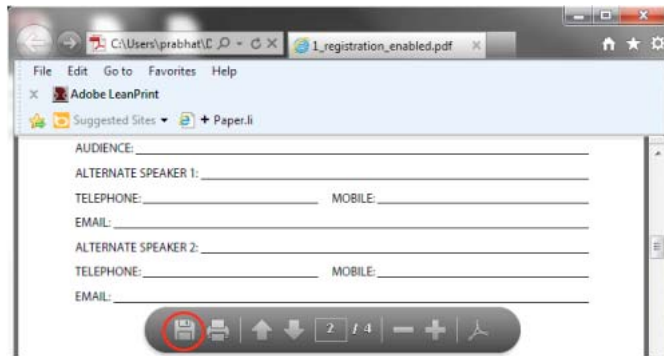 C:\Users\prabhat\D
1_registration_enabled.pdf
File Edit Go to Favorites Help
Adobe LeanPrint
Suggested Sites + Paper.li
AUDIENCE:
ALTERNATE SPEAKER 1:
TELEPHONE: MOBILE:
EMAIL:
ALTERNATE SPEAKER 2:
TELEPHONE: MOBILE:
EMAIL:
2 / 4